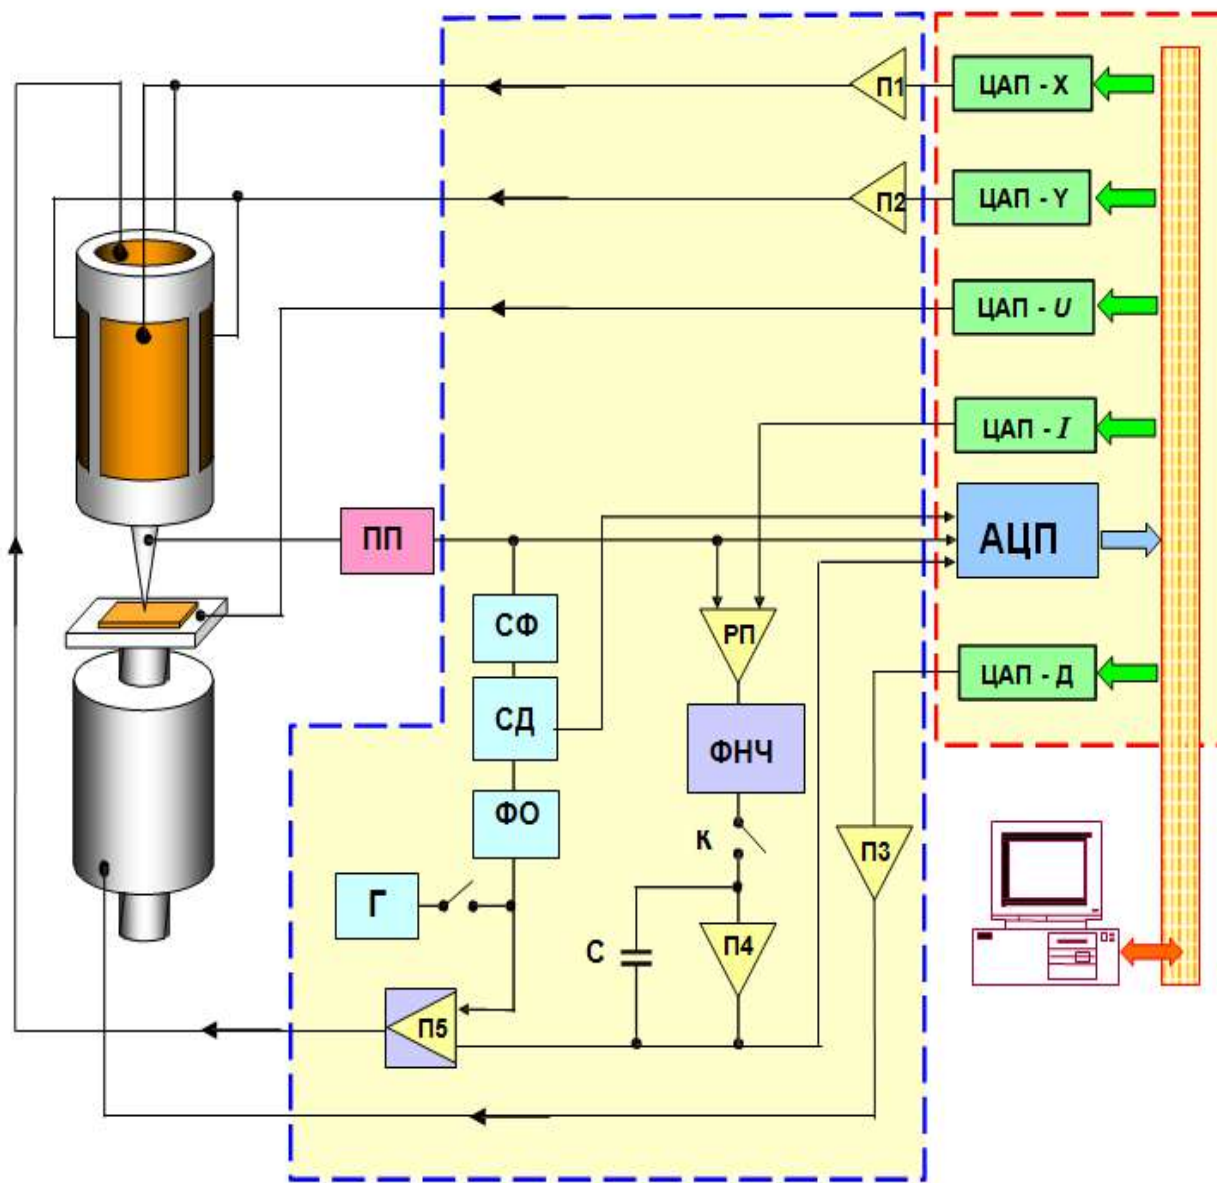 П1
ЦАП - X
П2
ЦАП - Y
ЦАП - U
ЦАП - I
ПП
АЦП
СФ
РП
ЦАП - Д
СД
ФНЧ
ФО
К
П3
Г
С
П4
П5